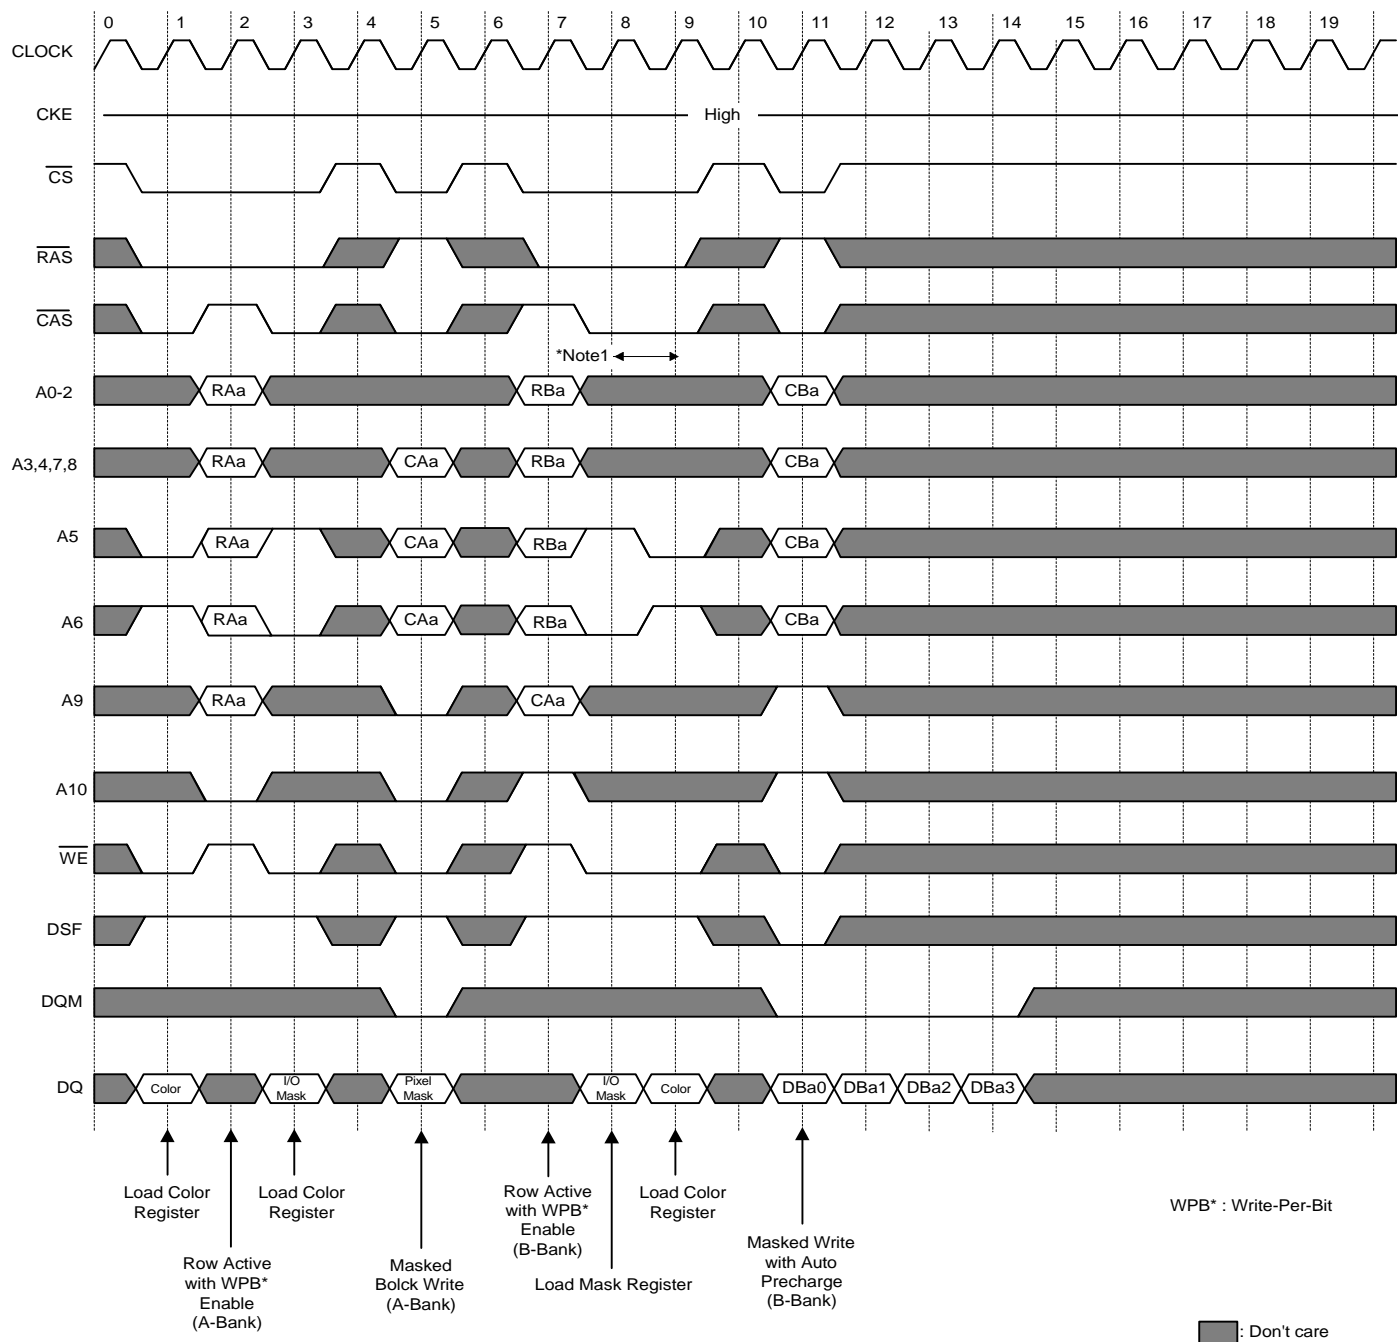 0 1 2 3 4 5 6 7 8 9 10 11 12 13 14 15 16 17 18 19
CLOCK
CKE High
CS
RAS
CAS
*Note1
A0-2 RAa RBa CBa
A3,4,7,8 RAa CAa RBa CBa
A5 RAa CAa RBa CBa
A6 RAa CAa RBa CBa
A9 RAa CAa
A10
WE
DSF
DQM
DQ Color I/O Mask Pixel Mask I/O Mask Color DBa0 DBa1 DBa2 DBa3
Load Color
Register
Row Active
with WPB*
Enable
(A-Bank)
Load Color
Register
Masked
Bolck Write
(A-Bank)
Row Active
with WPB*
Enable
(B-Bank)
Load Mask Register
Load Color
Register
Masked Write
with Auto
Precharge
(B-Bank)
WPB* : Write-Per-Bit
: Don't care